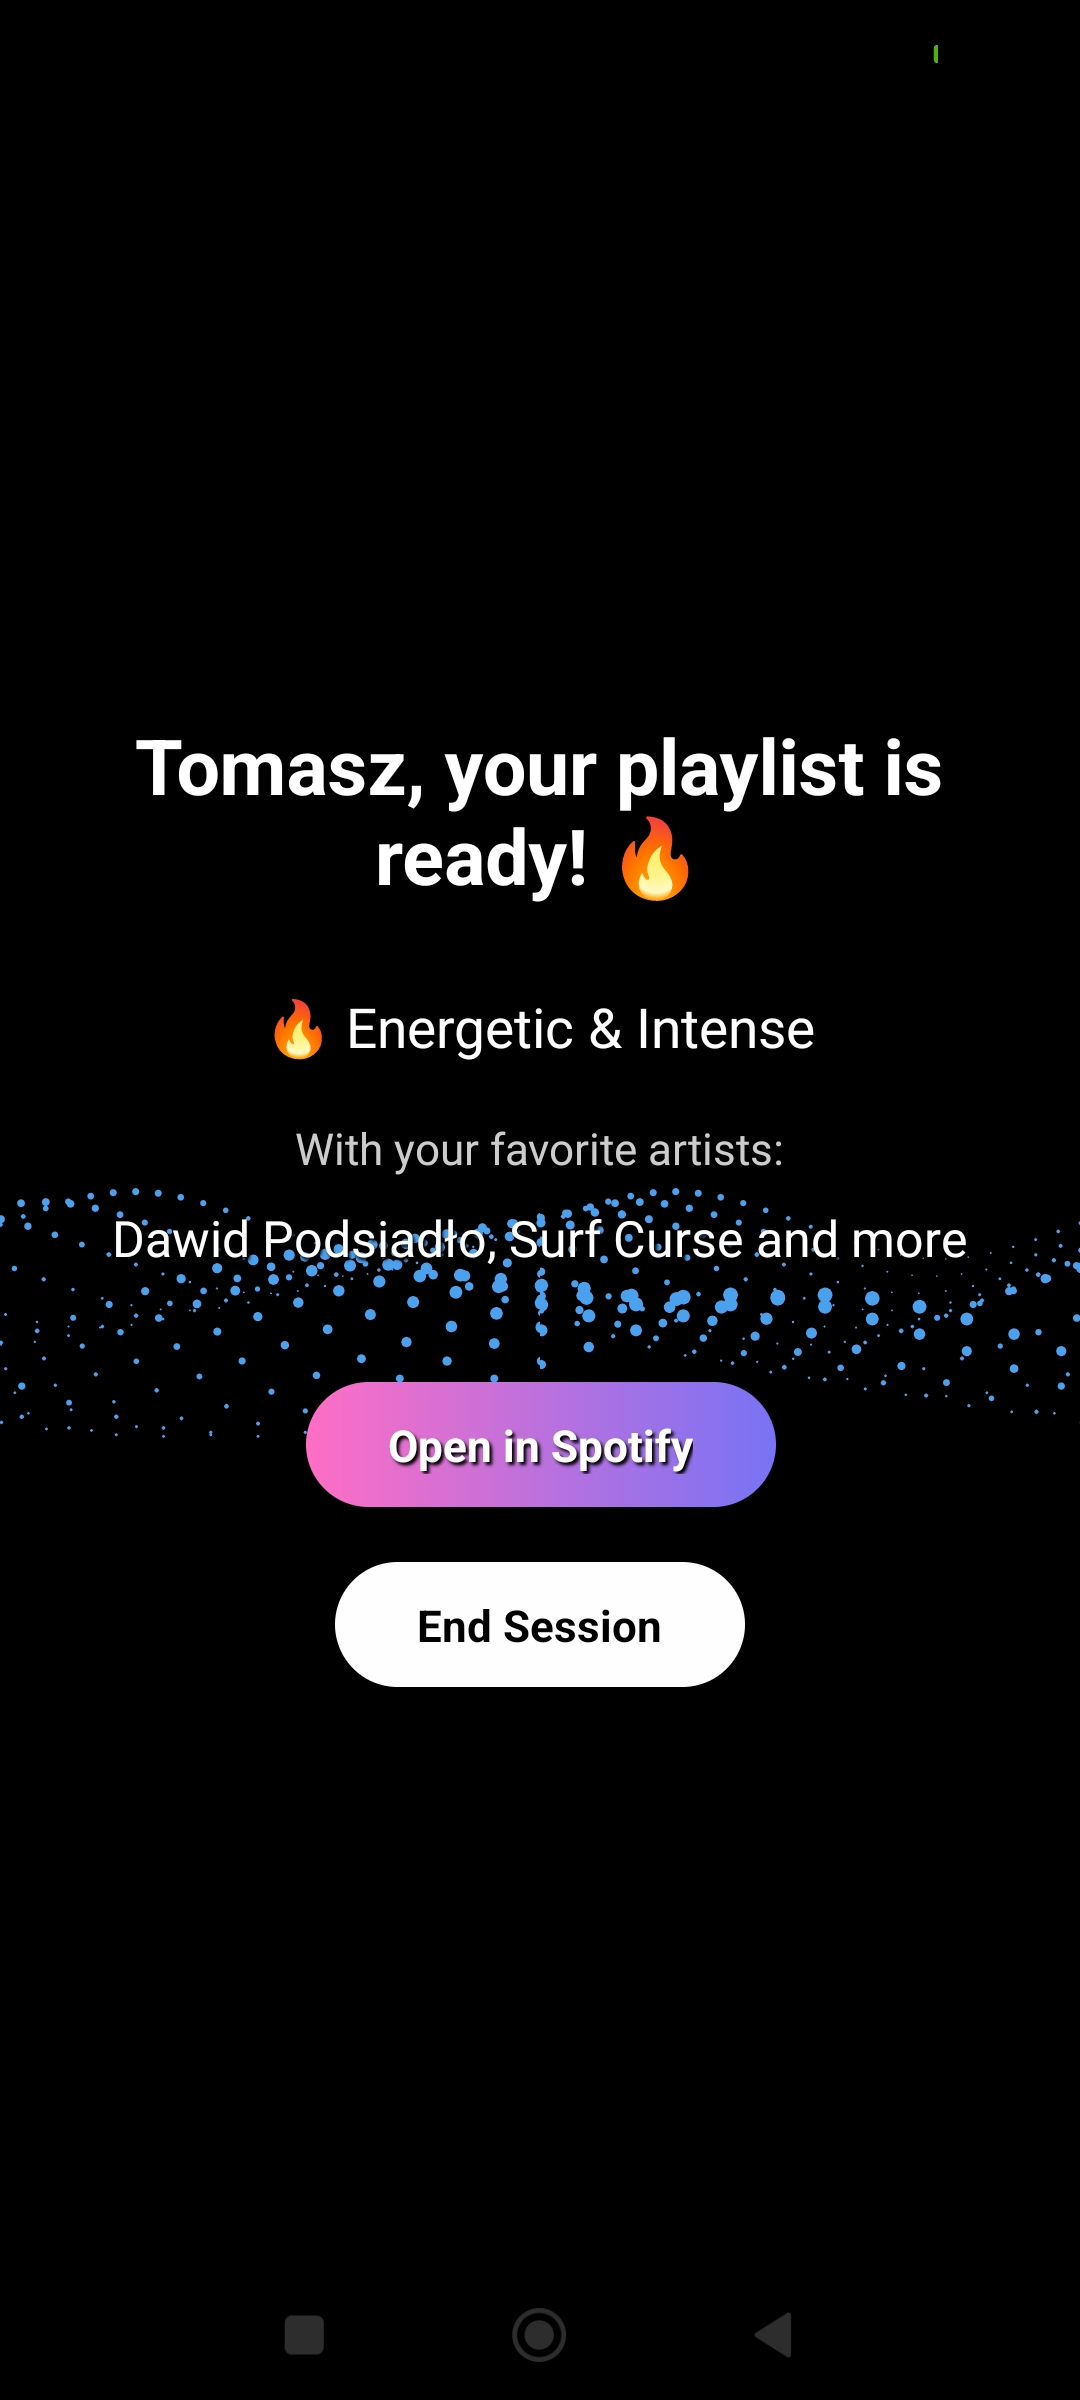 Tomasz, your playlist is
ready! 🔥
🔥 Energetic & Intense
With your favorite artists:
Dawid Podsiadło, Surf Curse and more
Open in Spotify
End Session